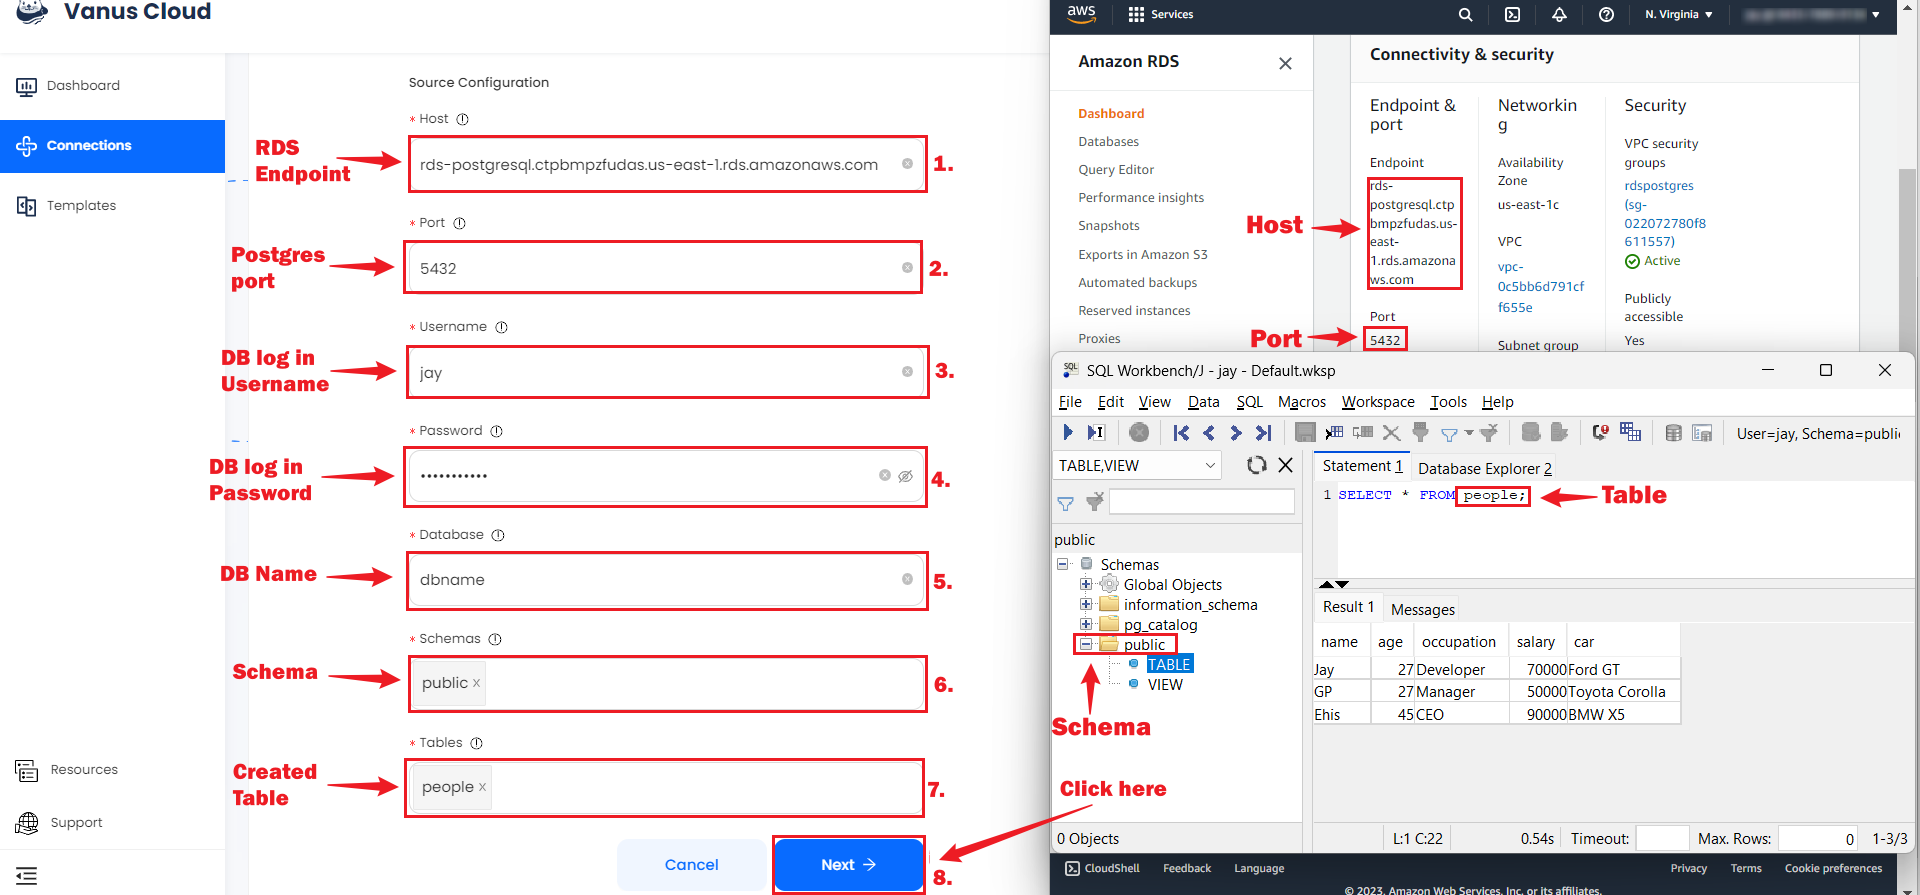 Vanus Cloud
Dashboard
Connections
Templates
Resources
Support
Source Configuration
* Host
RDS
Endpoint
rds-postgresql.ctpbmpzfudas.us-east-1.rds.amazonaws.com
1.
* Port
Postgres
port
5432
2.
* Username
DB log in
Username
jay
3.
* Password
DB log in
Password
•••••••••••
4.
* Database
DB Name
dbname
5.
* Schemas
Schema
public x
6.
* Tables
Created
Table
people x
7.
Cancel
Next →
8.
Click here
aws
Services
N. Virginia
Amazon RDS
Dashboard
Databases
Query Editor
Performance insights
Snapshots
Exports in Amazon S3
Automated backups
Reserved instances
Proxies
Connectivity & security
Endpoint &
port
Endpoint
rds-
postgresql.ctp
bmpzfudas.us-
east-
1.rds.amazona
ws.com
Host
Port
5432
Port
Networkin
g
Availability
Zone
us-east-1c
VPC
vpc-
0c5bb6d791cf
f655e
Subnet group
Security
VPC security
groups
rdspostgres
(sg-
022072780f8
611557)
Active
Publicly
accessible
Yes
SQL Workbench/J - jay - Default.wksp
File Edit View Data SQL Macros Workspace Tools Help
User=jay, Schema=publi
TABLE,VIEW
public
Schemas
Global Objects
information_schema
pg_catalog
public
TABLE
VIEW
Schema
0 Objects
Statement 1
Database Explorer 2
1 SELECT * FROM people;
Table
Result 1
Messages
name age occupation salary car
Jay 27 Developer 70000 Ford GT
GP 27 Manager 50000 Toyota Corolla
Ehis 45 CEO 90000 BMW X5
L:1 C:22
0.54s
Timeout:
Max. Rows:
0
1-3/3
CloudShell
Feedback
Language
Privacy
Terms
Cookie preferences
© 2023, Amazon Web Services, Inc. or its affiliates.